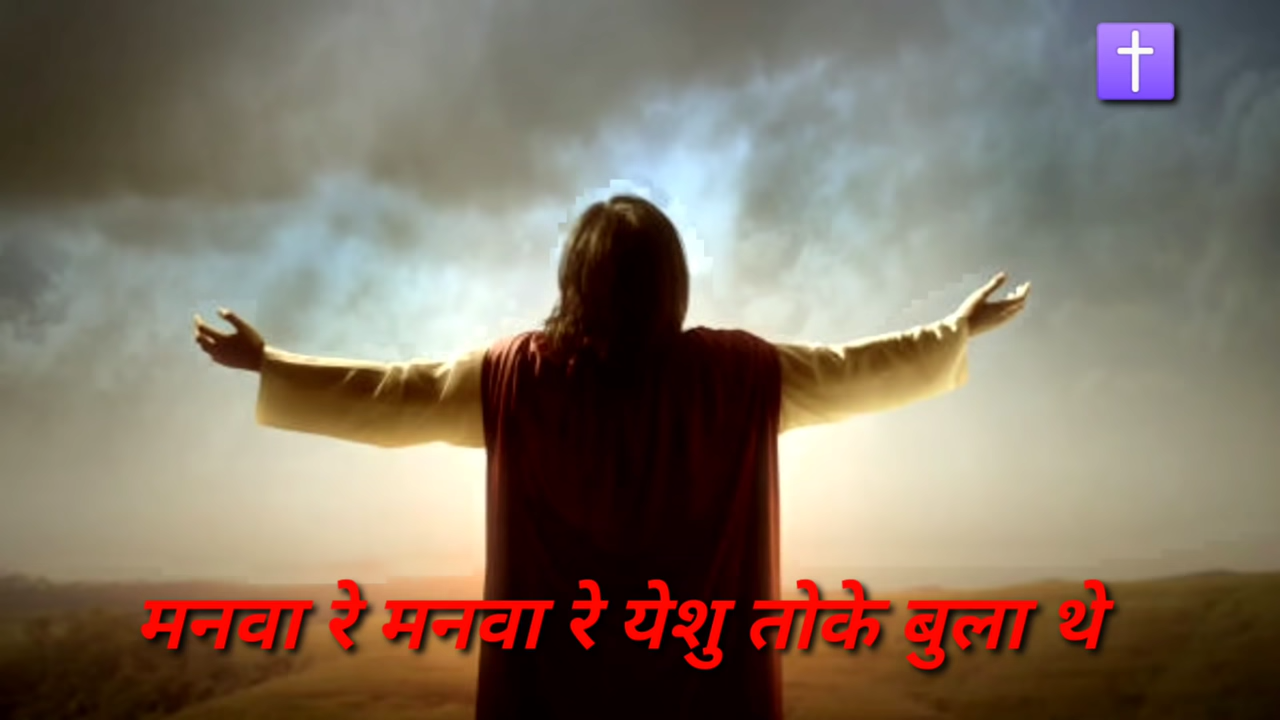 मनवा रे मनवा रे येशु तोके बुला थे